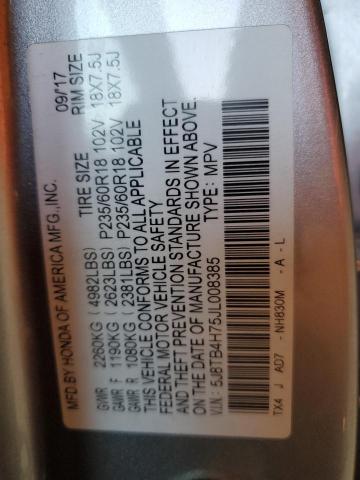 MFD.BY HONDA OF AMERICA MFG.,INC. 09/17
TIRE SIZE RIM SIZE
GVWR 2260KG (4982LBS)
GAWR F 1190KG (2623LBS) P235/60R18 102V 18X7.5J
GAWR R 1080KG (2381LBS) P235/60R18 102V 18X7.5J
THIS VEHICLE CONFORMS TO ALL APPLICABLE
FEDERAL MOTOR VEHICLE SAFETY
AND THEFT PREVENTION STANDARDS IN EFFECT
ON THE DATE OF MANUFACTURE SHOWN ABOVE.
V.I.N.: 5J8TB4H75JL008385 TYPE: MPV
TX4 J AD7 - NH830M - A - L